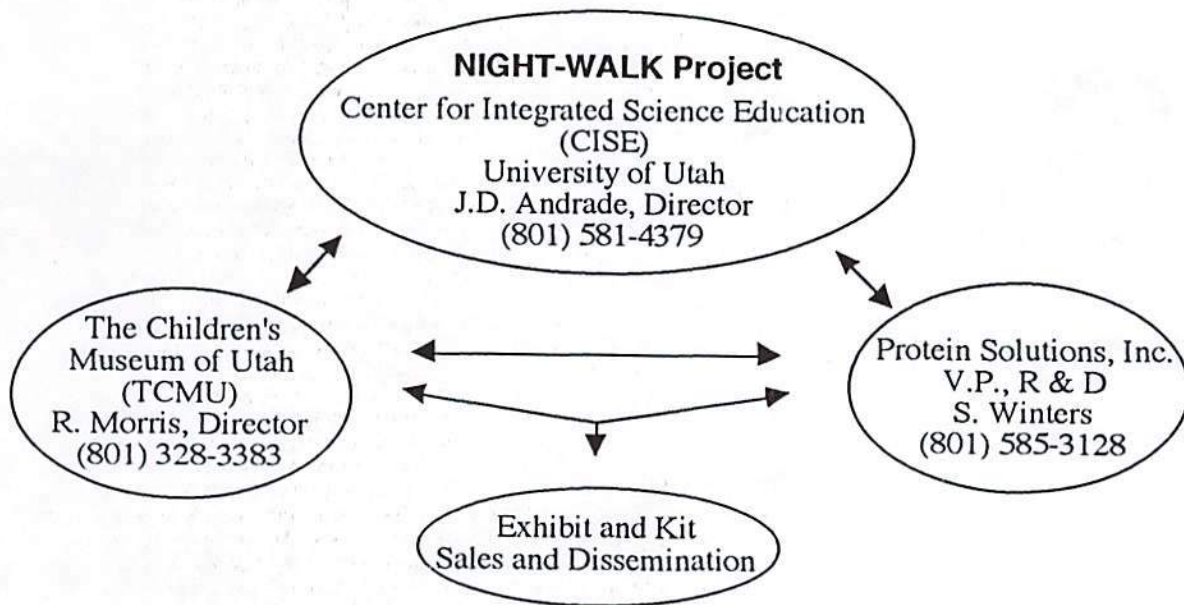 NIGHT-WALK Project
Center for Integrated Science Education
(CISE)
University of Utah
J.D. Andrade, Director
(801) 581-4379
The Children's
Museum of Utah
(TCMU)
R. Morris, Director
(801) 328-3383
Protein Solutions, Inc.
V.P., R & D
S. Winters
(801) 585-3128
Exhibit and Kit
Sales and Dissemination